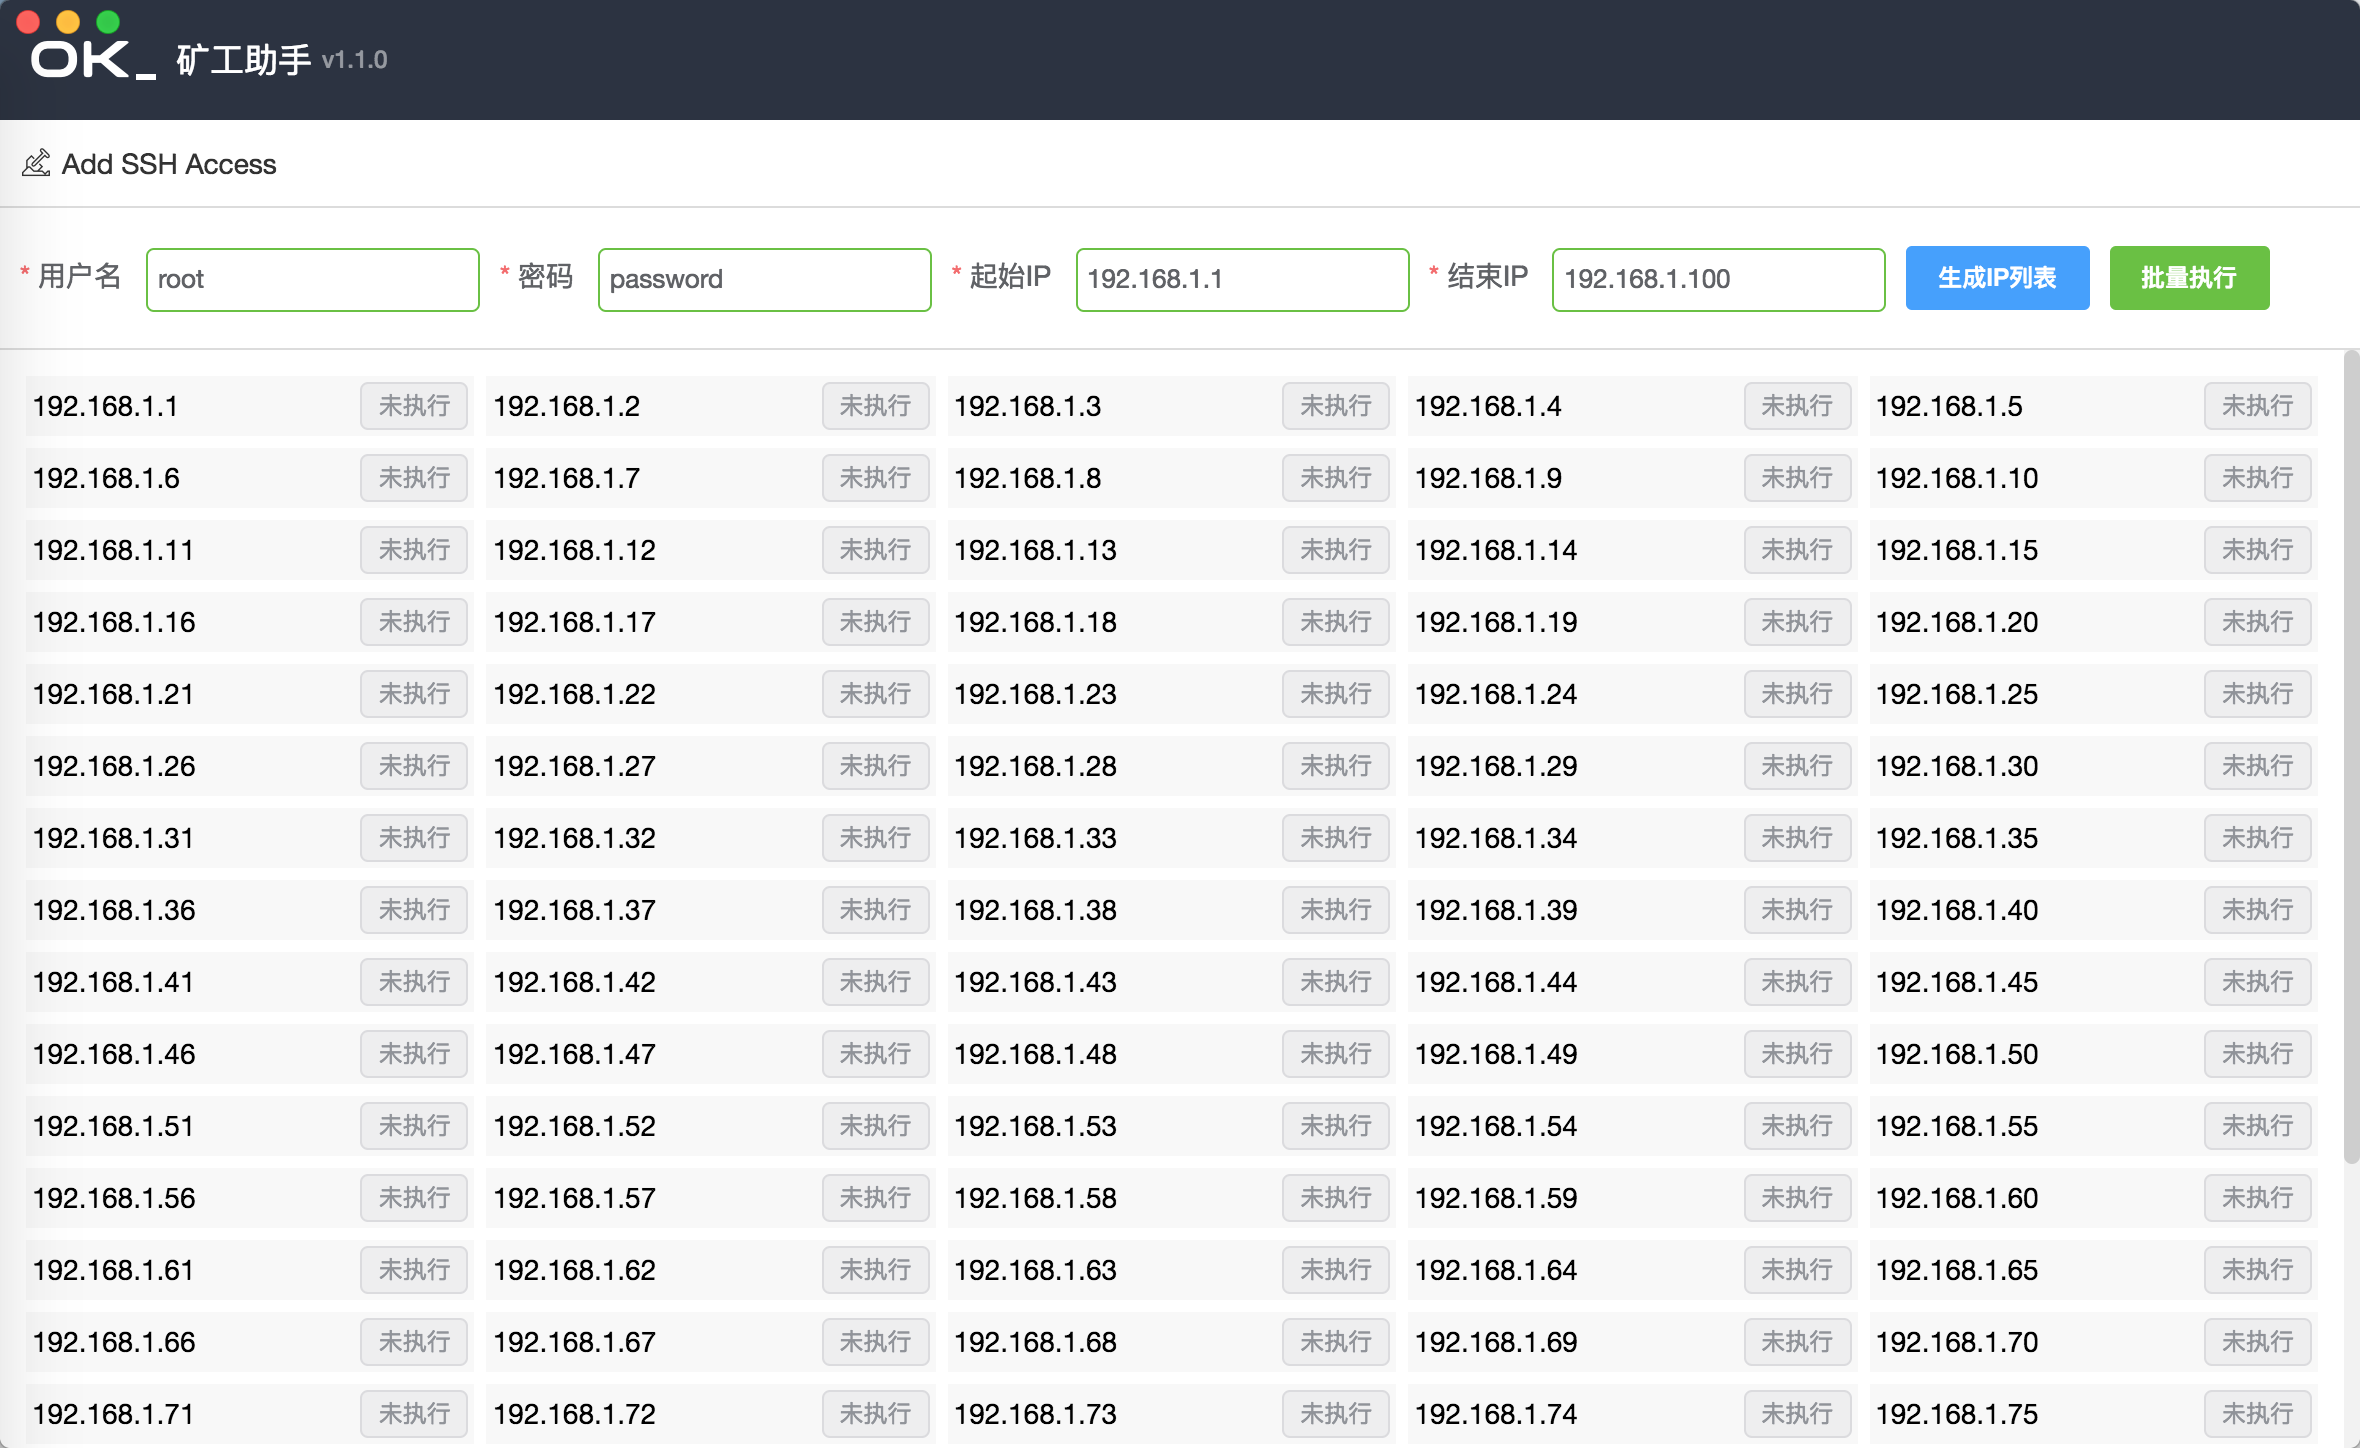 OK_ 矿工助手 v1.1.0
Add SSH Access
* 用户名 root * 密码 password * 起始IP 192.168.1.1 * 结束IP 192.168.1.100 生成IP列表 批量执行
192.168.1.1 未执行 192.168.1.2 未执行 192.168.1.3 未执行 192.168.1.4 未执行 192.168.1.5 未执行
192.168.1.6 未执行 192.168.1.7 未执行 192.168.1.8 未执行 192.168.1.9 未执行 192.168.1.10 未执行
192.168.1.11 未执行 192.168.1.12 未执行 192.168.1.13 未执行 192.168.1.14 未执行 192.168.1.15 未执行
192.168.1.16 未执行 192.168.1.17 未执行 192.168.1.18 未执行 192.168.1.19 未执行 192.168.1.20 未执行
192.168.1.21 未执行 192.168.1.22 未执行 192.168.1.23 未执行 192.168.1.24 未执行 192.168.1.25 未执行
192.168.1.26 未执行 192.168.1.27 未执行 192.168.1.28 未执行 192.168.1.29 未执行 192.168.1.30 未执行
192.168.1.31 未执行 192.168.1.32 未执行 192.168.1.33 未执行 192.168.1.34 未执行 192.168.1.35 未执行
192.168.1.36 未执行 192.168.1.37 未执行 192.168.1.38 未执行 192.168.1.39 未执行 192.168.1.40 未执行
192.168.1.41 未执行 192.168.1.42 未执行 192.168.1.43 未执行 192.168.1.44 未执行 192.168.1.45 未执行
192.168.1.46 未执行 192.168.1.47 未执行 192.168.1.48 未执行 192.168.1.49 未执行 192.168.1.50 未执行
192.168.1.51 未执行 192.168.1.52 未执行 192.168.1.53 未执行 192.168.1.54 未执行 192.168.1.55 未执行
192.168.1.56 未执行 192.168.1.57 未执行 192.168.1.58 未执行 192.168.1.59 未执行 192.168.1.60 未执行
192.168.1.61 未执行 192.168.1.62 未执行 192.168.1.63 未执行 192.168.1.64 未执行 192.168.1.65 未执行
192.168.1.66 未执行 192.168.1.67 未执行 192.168.1.68 未执行 192.168.1.69 未执行 192.168.1.70 未执行
192.168.1.71 未执行 192.168.1.72 未执行 192.168.1.73 未执行 192.168.1.74 未执行 192.168.1.75 未执行